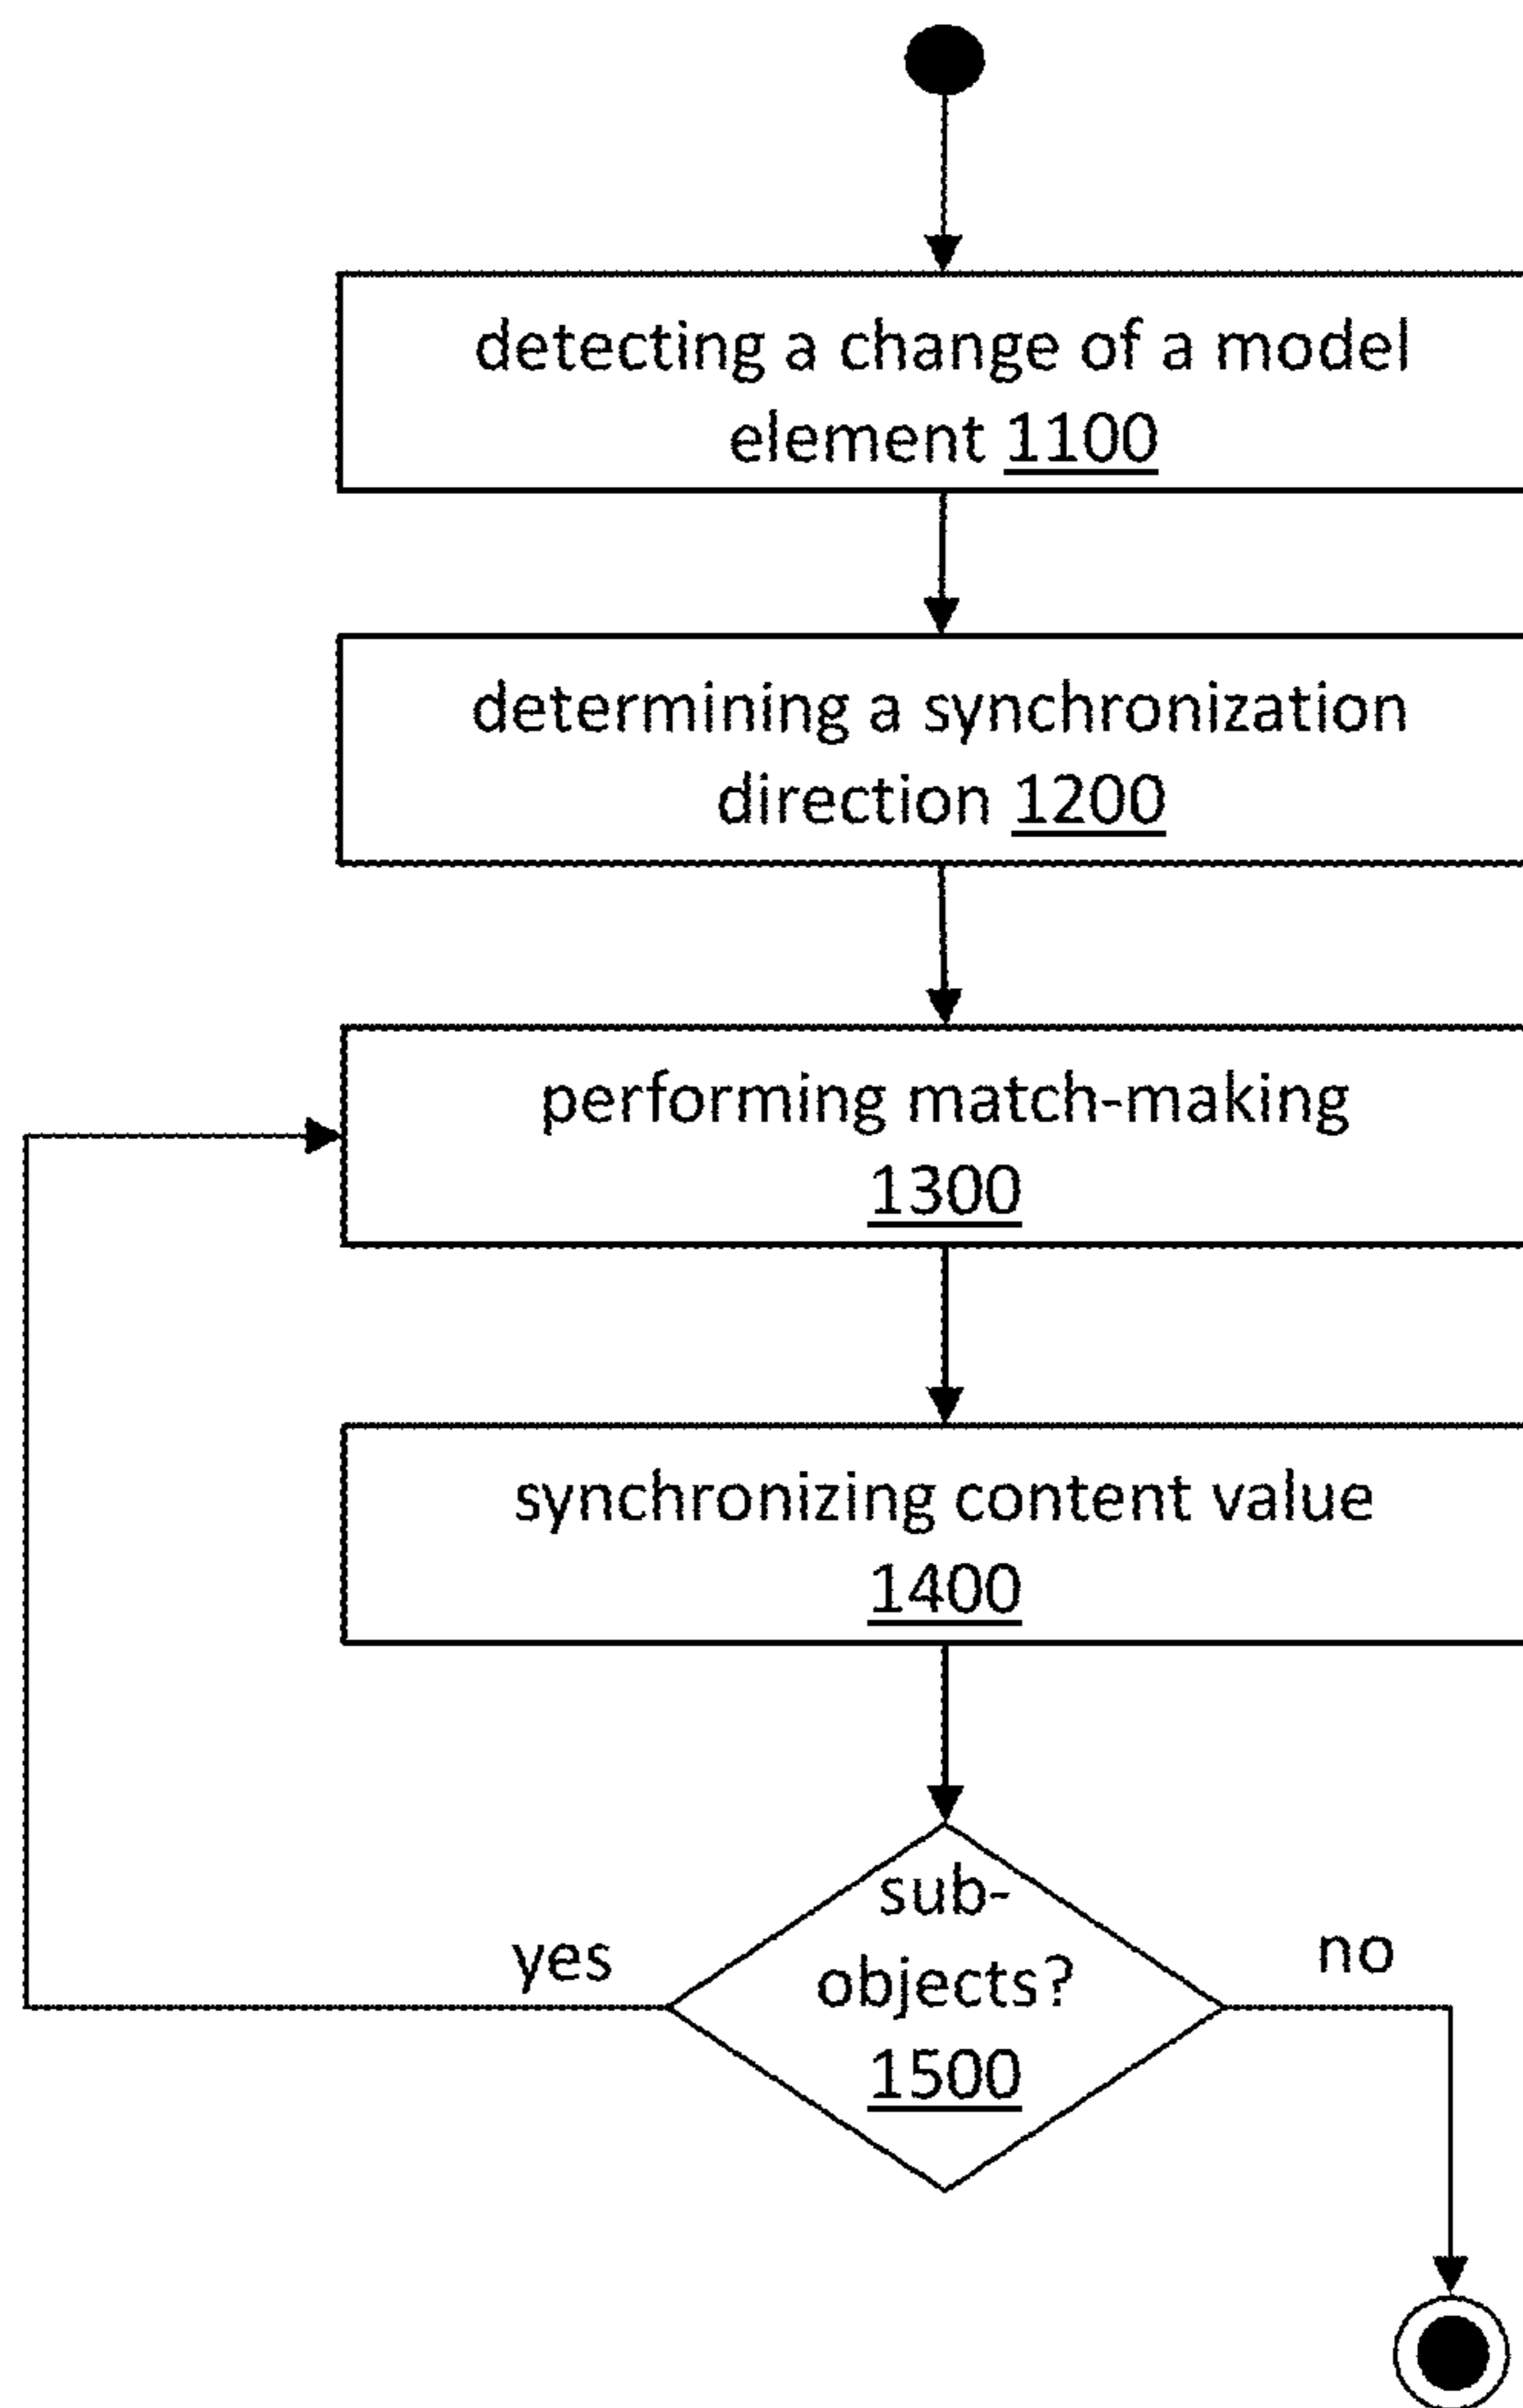 detecting a change of a model
element 1100
determining a synchronization
direction 1200
performing match-making
1300
synchronizing content value
1400
sub-
objects?
1500
yes
no